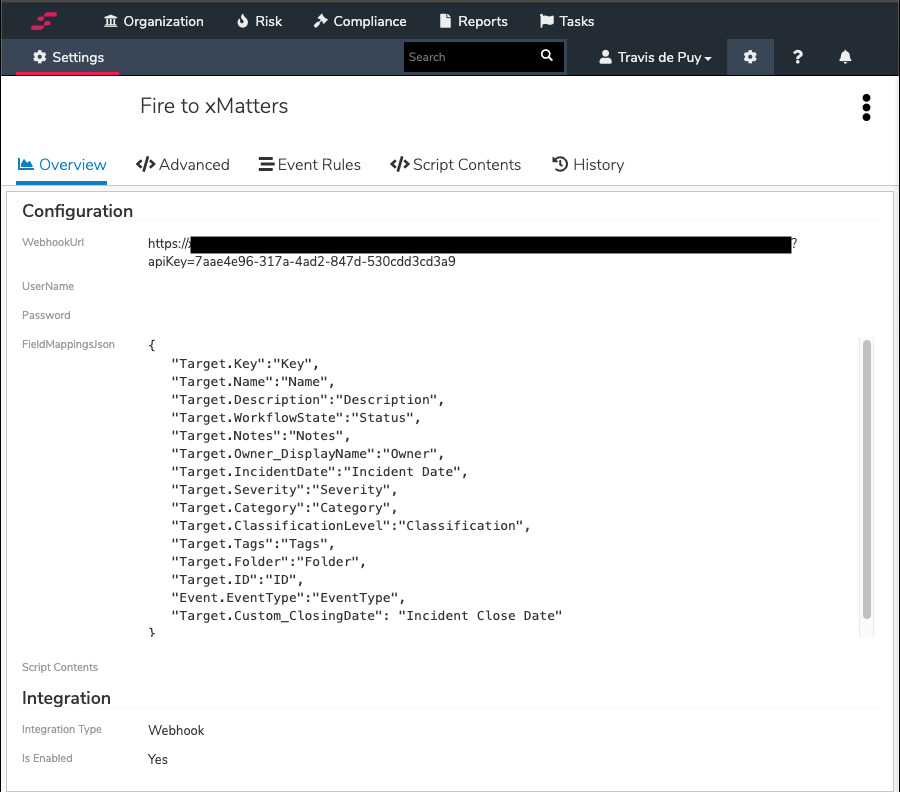 Organization Risk Compliance Reports Tasks
Settings Search Travis de Puy ?
Fire to xMatters
Overview </> Advanced Event Rules </> Script Contents History
Configuration
WebhookUrl https:// ?
apiKey=7aae4e96-317a-4ad2-847d-530cdd3cd3a9
UserName
Password
FieldMappingsJson {
"Target.Key":"Key",
"Target.Name":"Name",
"Target.Description":"Description",
"Target.WorkflowState":"Status",
"Target.Notes":"Notes",
"Target.Owner_DisplayName":"Owner",
"Target.IncidentDate":"Incident Date",
"Target.Severity":"Severity",
"Target.Category":"Category",
"Target.ClassificationLevel":"Classification",
"Target.Tags":"Tags",
"Target.Folder":"Folder",
"Target.ID":"ID",
"Event.EventType":"EventType",
"Target.Custom_ClosingDate": "Incident Close Date"
}
Script Contents
Integration
Integration Type Webhook
Is Enabled Yes